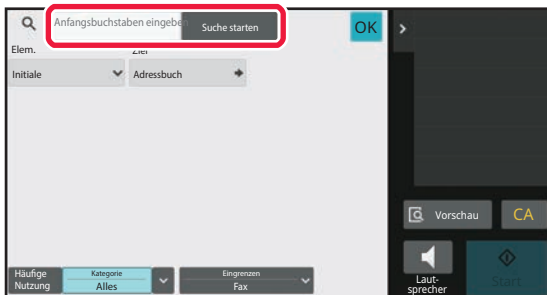 Anfangsbuchstaben eingeben
Suche starten
OK
Elem.
Ziel
Initiale
Adressbuch
Vorschau
CA
Häufige
Nutzung
Kategorie
Alles
Eingrenzen
Fax
Laut-
sprecher
Start